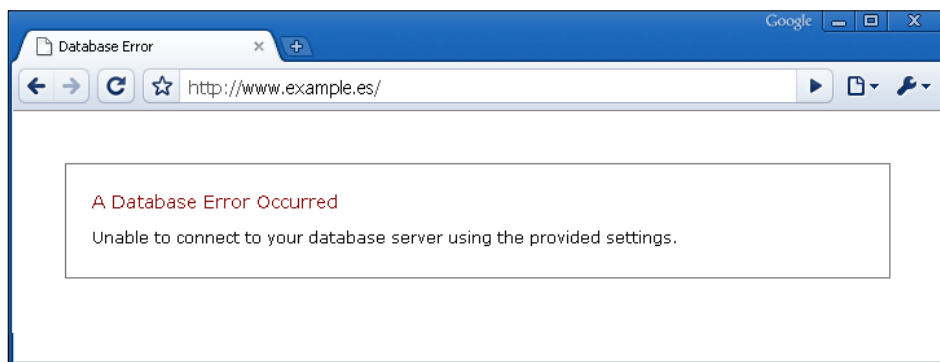 Google
Database Error
http://www.example.es/
A Database Error Occurred
Unable to connect to your database server using the provided settings.